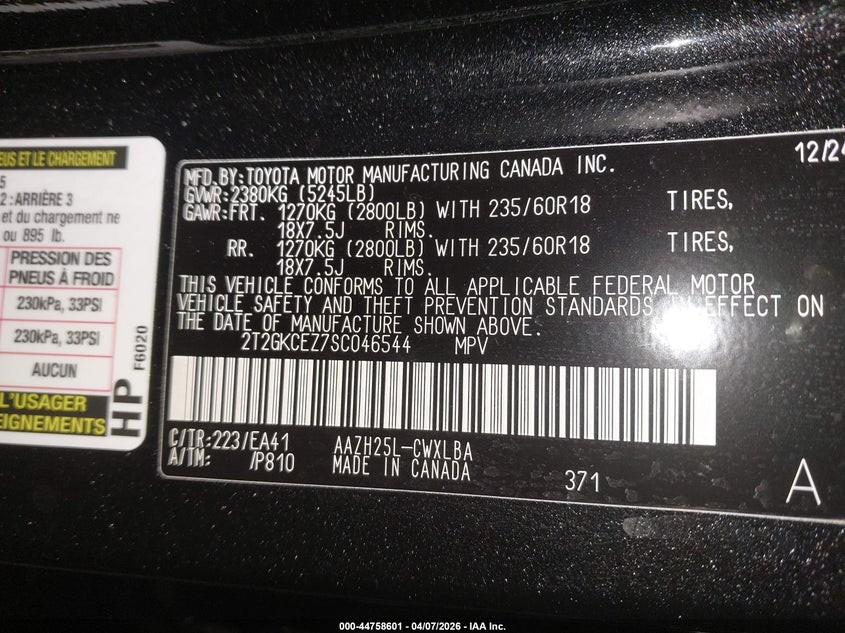 EUS ET LE CHARGEMENT
5
2 : ARRIÈRE 3
et du chargement ne
ou 895 lb.
PRESSION DES
PNEUS À FROID
230kPa, 33PSI
230kPa, 33PSI
AUCUN
L'USAGER
EIGNEMENTS
HP
F6020
MFD.BY:TOYOTA MOTOR MANUFACTURING CANADA INC. 12/24
GVWR:2380KG (5245LB)
GAWR:FRT. 1270KG (2800LB) WITH 235/60R18 TIRES,
18X7.5J RIMS.
RR. 1270KG (2800LB) WITH 235/60R18 TIRES,
18X7.5J RIMS.
THIS VEHICLE CONFORMS TO ALL APPLICABLE FEDERAL MOTOR
VEHICLE SAFETY AND THEFT PREVENTION STANDARDS IN EFFECT ON
THE DATE OF MANUFACTURE SHOWN ABOVE.
2T2GKCEZ7SC046544 MPV
C/TR:223/EA41 AAZH25L-CWXLBA
A/TM: /P810 MADE IN CANADA
371
A
000-44758601 - 04/07/2026 - IAA Inc.